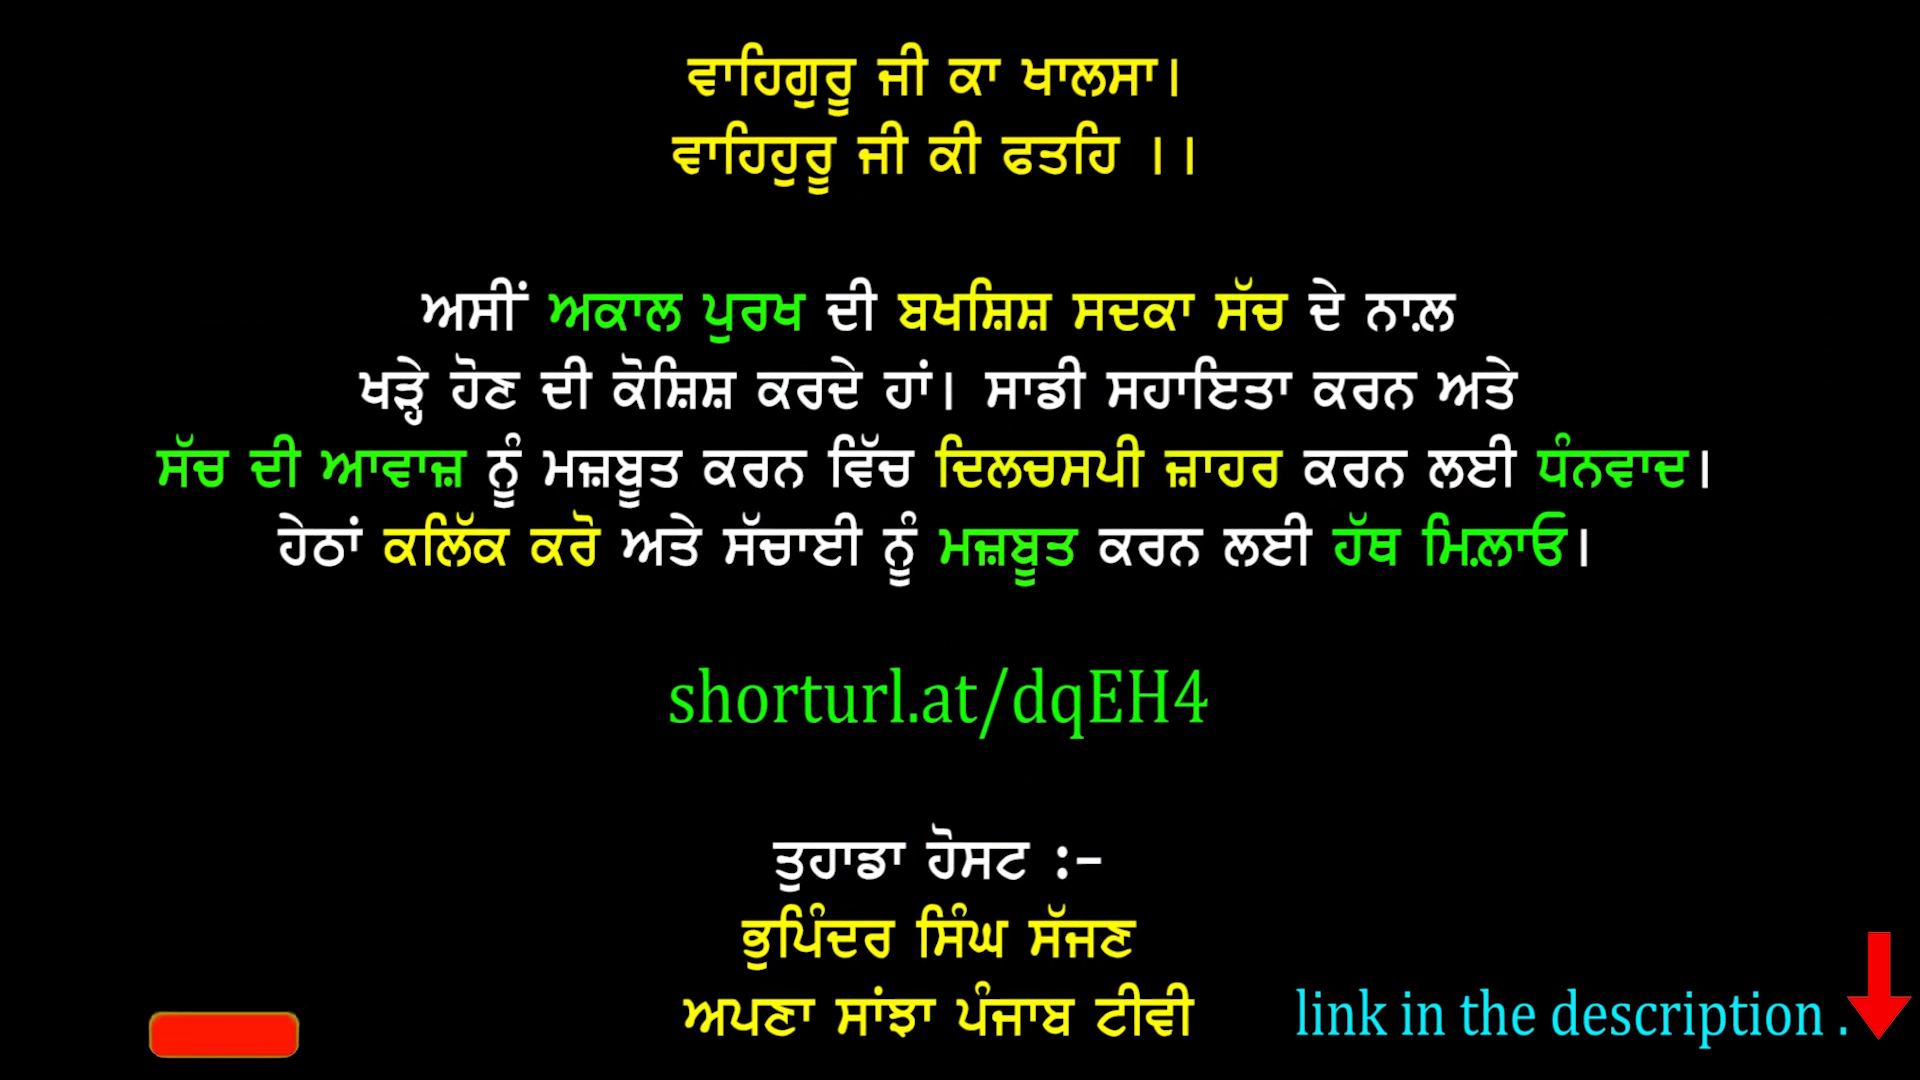 ਵਾਹਿਗੁਰੂ ਜੀ ਕਾ ਖਾਲਸਾ।
ਵਾਹਿਹੁਰੂ ਜੀ ਕੀ ਫਤਹਿ ।।
ਅਸੀਂ ਅਕਾਲ ਪੁਰਖ ਦੀ ਬਖਸ਼ਿਸ਼ ਸਦਕਾ ਸੱਚ ਦੇ ਨਾਲ਼
ਖੜ੍ਹੇ ਹੋਣ ਦੀ ਕੋਸ਼ਿਸ਼ ਕਰਦੇ ਹਾਂ। ਸਾਡੀ ਸਹਾਇਤਾ ਕਰਨ ਅਤੇ
ਸੱਚ ਦੀ ਆਵਾਜ਼ ਨੂੰ ਮਜ਼ਬੂਤ ਕਰਨ ਵਿੱਚ ਦਿਲਚਸਪੀ ਜ਼ਾਹਰ ਕਰਨ ਲਈ ਧੰਨਵਾਦ।
ਹੇਠਾਂ ਕਲਿੱਕ ਕਰੋ ਅਤੇ ਸੱਚਾਈ ਨੂੰ ਮਜ਼ਬੂਤ ਕਰਨ ਲਈ ਹੱਥ ਮਿਲ਼ਾਓ।
shorturl.at/dqEH4
ਤੁਹਾਡਾ ਹੋਸਟ :-
ਭੁਪਿੰਦਰ ਸਿੰਘ ਸੱਜਣ
ਅਪਣਾ ਸਾਂਝਾ ਪੰਜਾਬ ਟੀਵੀ
link in the description .